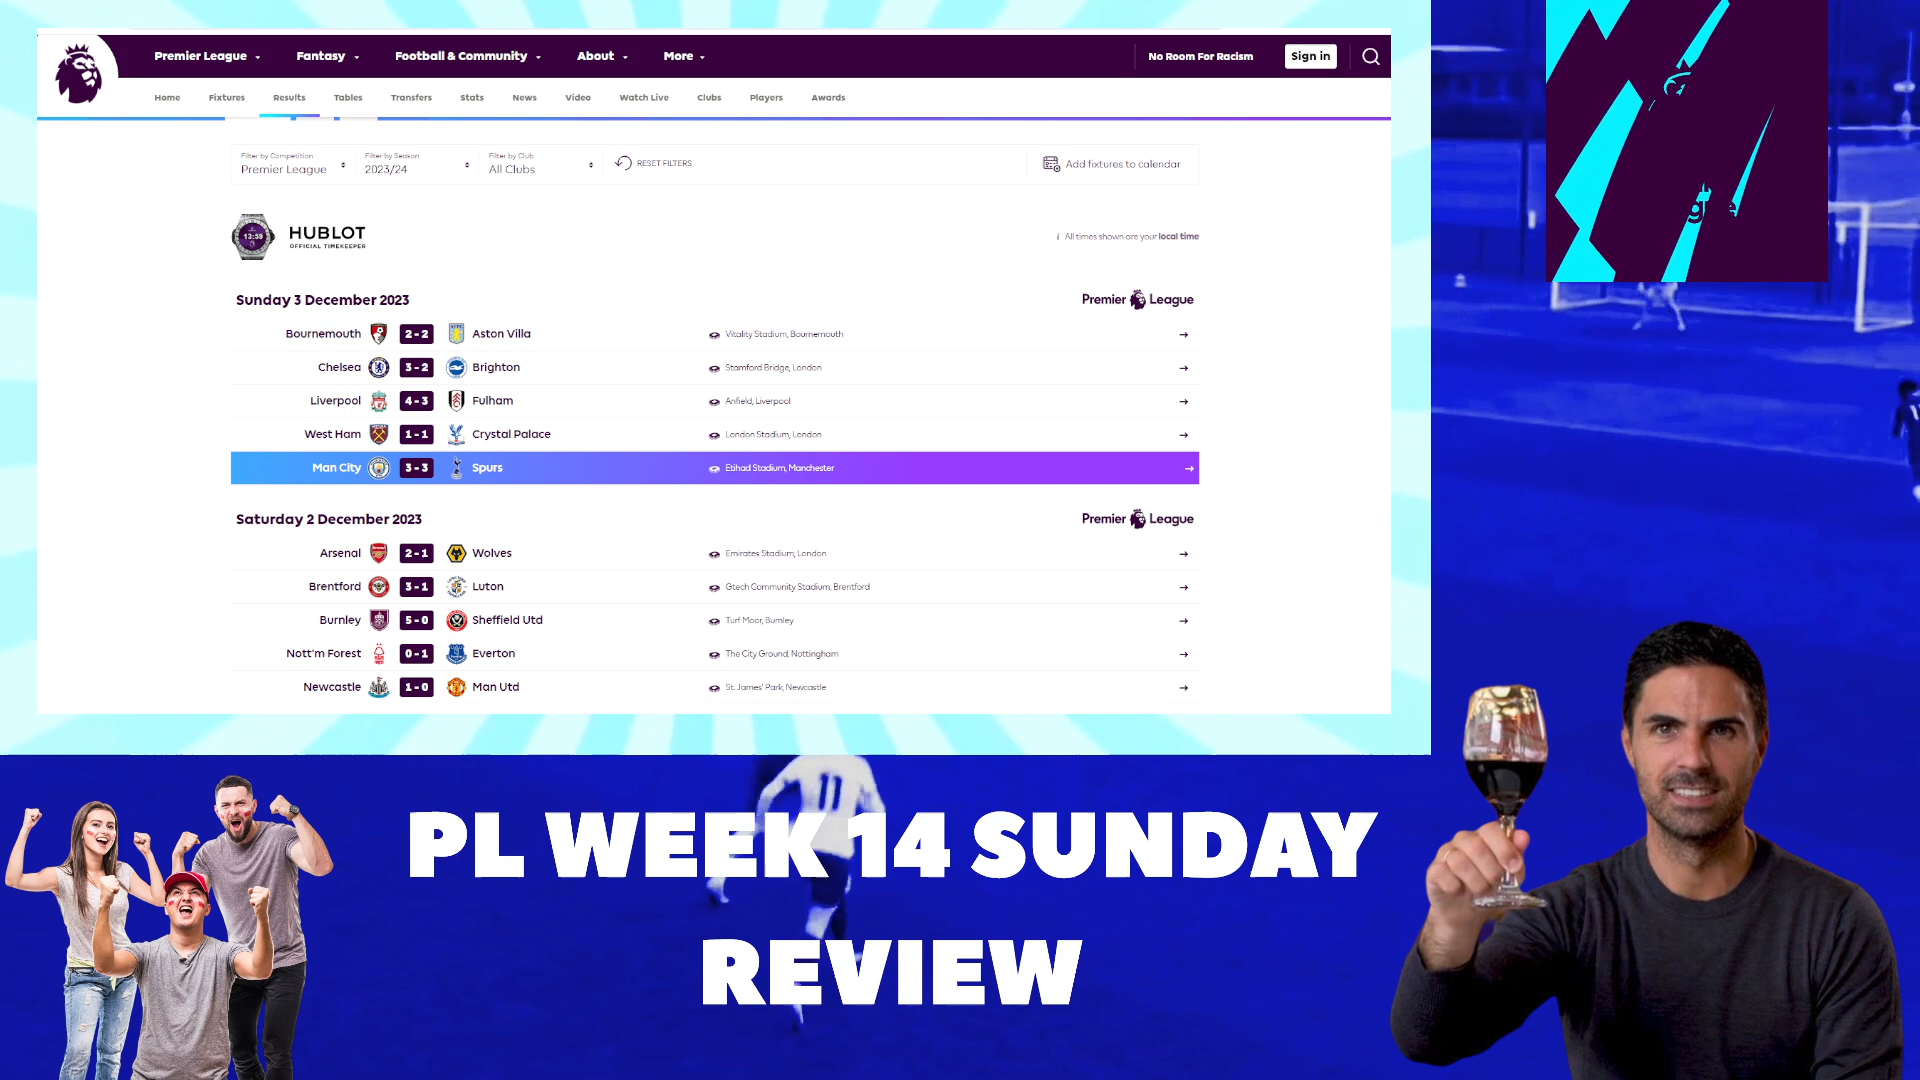 Premier League Fantasy Football & Community About More No Room For Racism Sign in
Home Fixtures Results Tables Transfers Stats News Video Watch Live Clubs Players Awards
Filter by Competition Filter by Season Filter by Club
Premier League 2023/24 All Clubs RESET FILTERS Add fixtures to calendar
13:59
HUBLOT
OFFICIAL TIMEKEEPER
i All times shown are your local time
Sunday 3 December 2023 Premier League
Bournemouth 2 - 2 Aston Villa Vitality Stadium, Bournemouth
Chelsea 3 - 2 Brighton Stamford Bridge, London
Liverpool 4 - 3 Fulham Anfield, Liverpool
West Ham 1 - 1 Crystal Palace London Stadium, London
Man City 3 - 3 Spurs Etihad Stadium, Manchester
Saturday 2 December 2023 Premier League
Arsenal 2 - 1 Wolves Emirates Stadium, London
Brentford 3 - 1 Luton Gtech Community Stadium, Brentford
Burnley 5 - 0 Sheffield Utd Turf Moor, Burnley
Nott'm Forest 0 - 1 Everton The City Ground, Nottingham
Newcastle 1 - 0 Man Utd St. James' Park, Newcastle
11
PL WEEK 14 SUNDAY
REVIEW